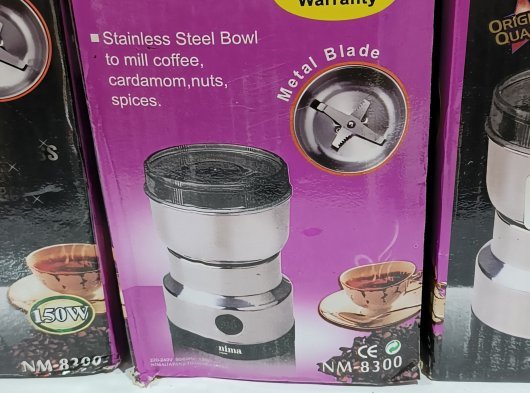 Warranty
ORIGI
QUA
Stainless Steel Bowl
to mill coffee,
cardamom,nuts,
spices.
Metal Blade
150W
nima
CE
NM-8300
NM-8300